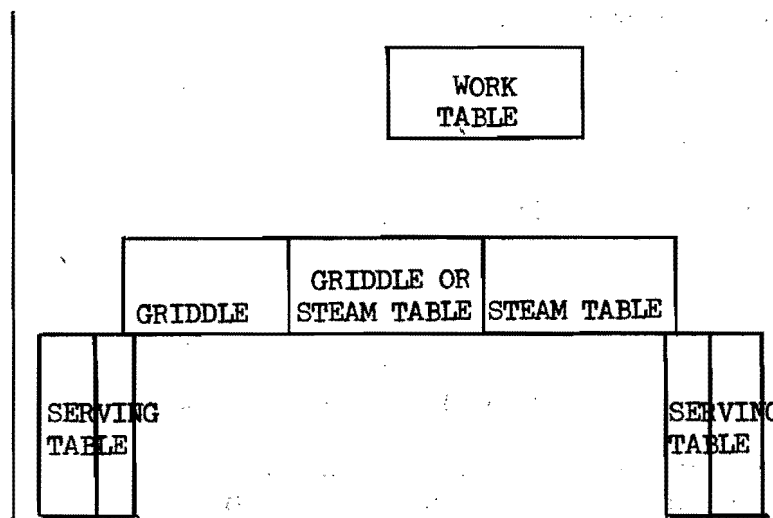 WORK
TABLE
GRIDDLE
GRIDDLE OR
STEAM TABLE
STEAM TABLE
SERVING
TABLE
SERVING
TABLE